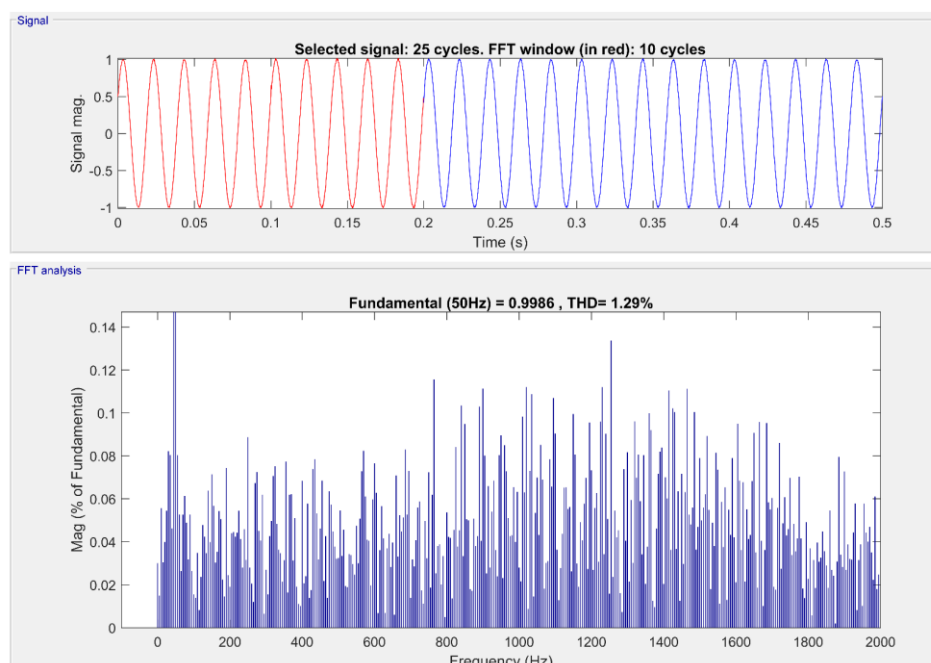 Signal
Selected signal: 25 cycles. FFT window (in red): 10 cycles
Signal mag.
1
0.5
0
-0.5
-1
0 0.05 0.1 0.15 0.2 0.25 0.3 0.35 0.4 0.45 0.5
Time (s)
FFT analysis
Fundamental (50Hz) = 0.9986 , THD= 1.29%
Mag (% of Fundamental)
0.14
0.12
0.1
0.08
0.06
0.04
0.02
0
0 200 400 600 800 1000 1200 1400 1600 1800 2000
Frequency (Hz)